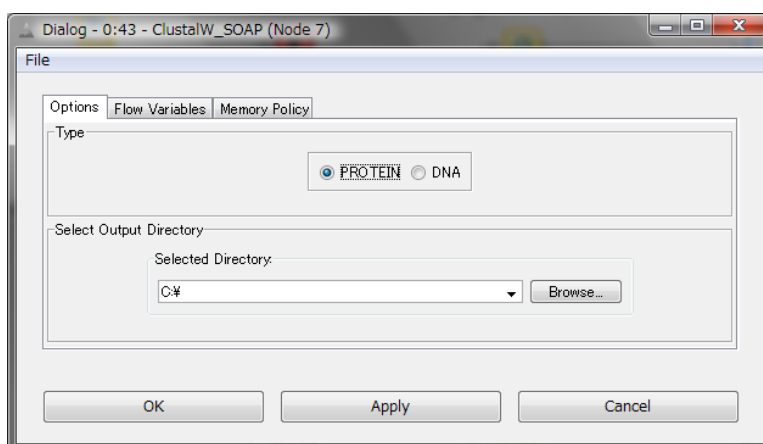 Dialog - 0:43 - ClustalW_SOAP (Node 7)
File
Options Flow Variables Memory Policy
Type
PROTEIN DNA
Select Output Directory
Selected Directory:
C:¥ Browse...
OK Apply Cancel